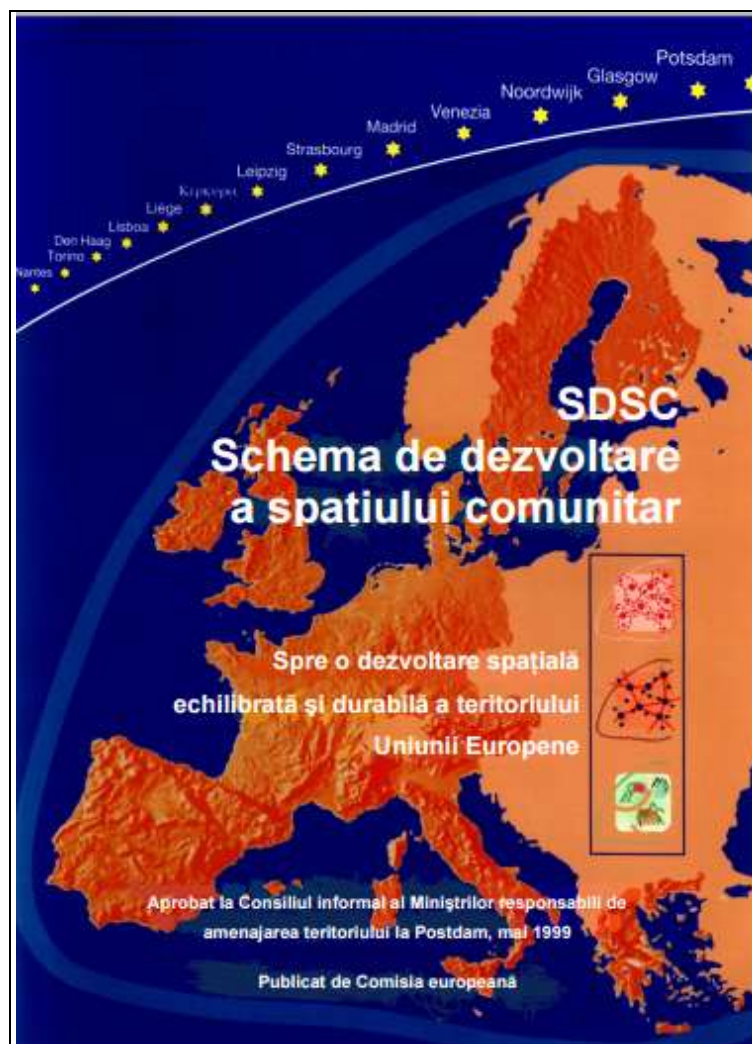 Potsdam
Glasgow
Noordwijk
Venezia
Madrid
Strasbourg
Leipzig
Κέρκυρα
Liège
Lisboa
Den Haag
Torino
Nantes
SDSC
Schema de dezvoltare
a spațiului comunitar
Spre o dezvoltare spațială
echilibrată și durabilă a teritoriului
Uniunii Europene
Aprobat la Consiliul informal al Miniștrilor responsabili de
amenajarea teritoriului la Postdam, mai 1999
Publicat de Comisia europeană